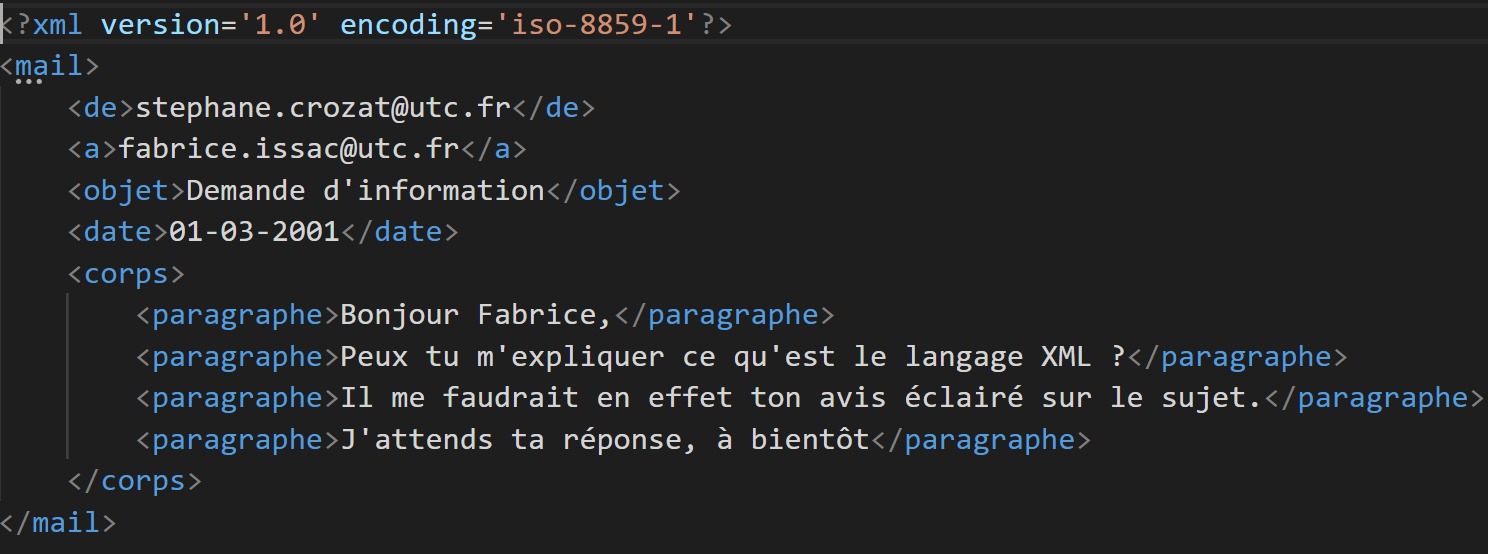 <?xml version='1.0' encoding='iso-8859-1'?>
<mail>
    <de>stephane.crozat@utc.fr</de>
    <a>fabrice.issac@utc.fr</a>
    <objet>Demande d'information</objet>
    <date>01-03-2001</date>
    <corps>
        <paragraphe>Bonjour Fabrice,</paragraphe>
        <paragraphe>Peux tu m'expliquer ce qu'est le langage XML ?</paragraphe>
        <paragraphe>Il me faudrait en effet ton avis éclairé sur le sujet.</paragraphe>
        <paragraphe>J'attends ta réponse, à bientôt</paragraphe>
    </corps>
</mail>